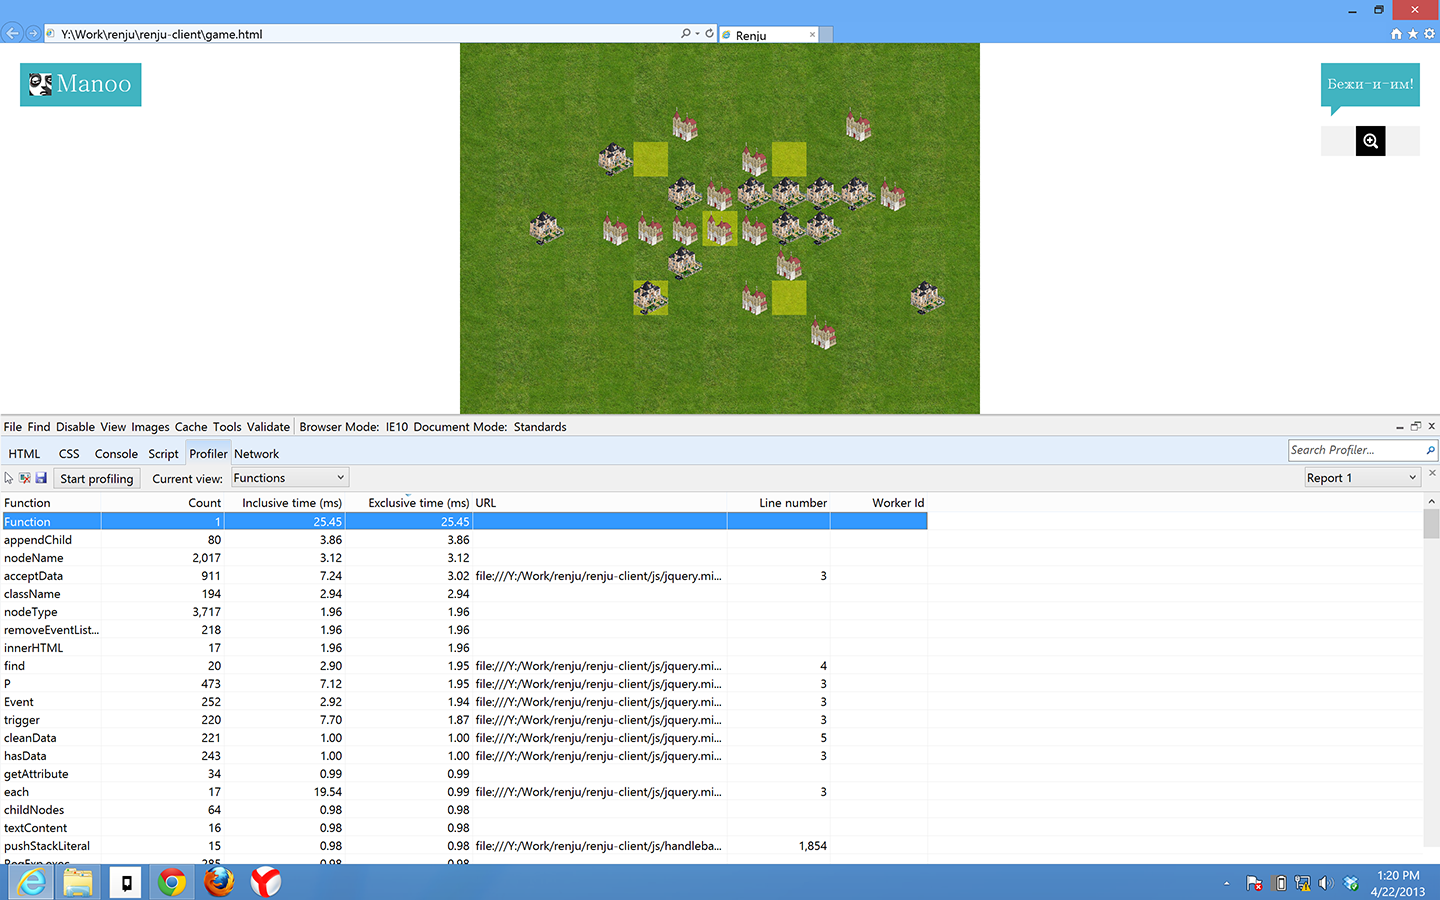 Y:\Work\renju\renju-client\game.html
Renju
Manoo
Бежи-и-им!
File Find Disable View Images Cache Tools Validate Browser Mode: IE10 Document Mode: Standards
HTML CSS Console Script Profiler Network
Search Profiler...
Start profiling Current view: Functions Report 1
Function Count Inclusive time (ms) Exclusive time (ms) URL Line number Worker Id
Function 1 25.45 25.45
appendChild 80 3.86 3.86
nodeName 2,017 3.12 3.12
acceptData 911 7.24 3.02 file:///Y:/Work/renju/renju-client/js/jquery.mi... 3
className 194 2.94 2.94
nodeType 3,717 1.96 1.96
removeEventList... 218 1.96 1.96
innerHTML 17 1.96 1.96
find 20 2.90 1.95 file:///Y:/Work/renju/renju-client/js/jquery.mi... 4
P 473 7.12 1.95 file:///Y:/Work/renju/renju-client/js/jquery.mi... 3
Event 252 2.92 1.94 file:///Y:/Work/renju/renju-client/js/jquery.mi... 3
trigger 220 7.70 1.87 file:///Y:/Work/renju/renju-client/js/jquery.mi... 3
cleanData 221 1.00 1.00 file:///Y:/Work/renju/renju-client/js/jquery.mi... 5
hasData 243 1.00 1.00 file:///Y:/Work/renju/renju-client/js/jquery.mi... 3
getAttribute 34 0.99 0.99
each 17 19.54 0.99 file:///Y:/Work/renju/renju-client/js/jquery.mi... 3
childNodes 64 0.98 0.98
textContent 16 0.98 0.98
pushStackLiteral 15 0.98 0.98 file:///Y:/Work/renju/renju-client/js/handleba... 1,854
RegExp.exec 285 0.98 0.98
1:20 PM
4/22/2013